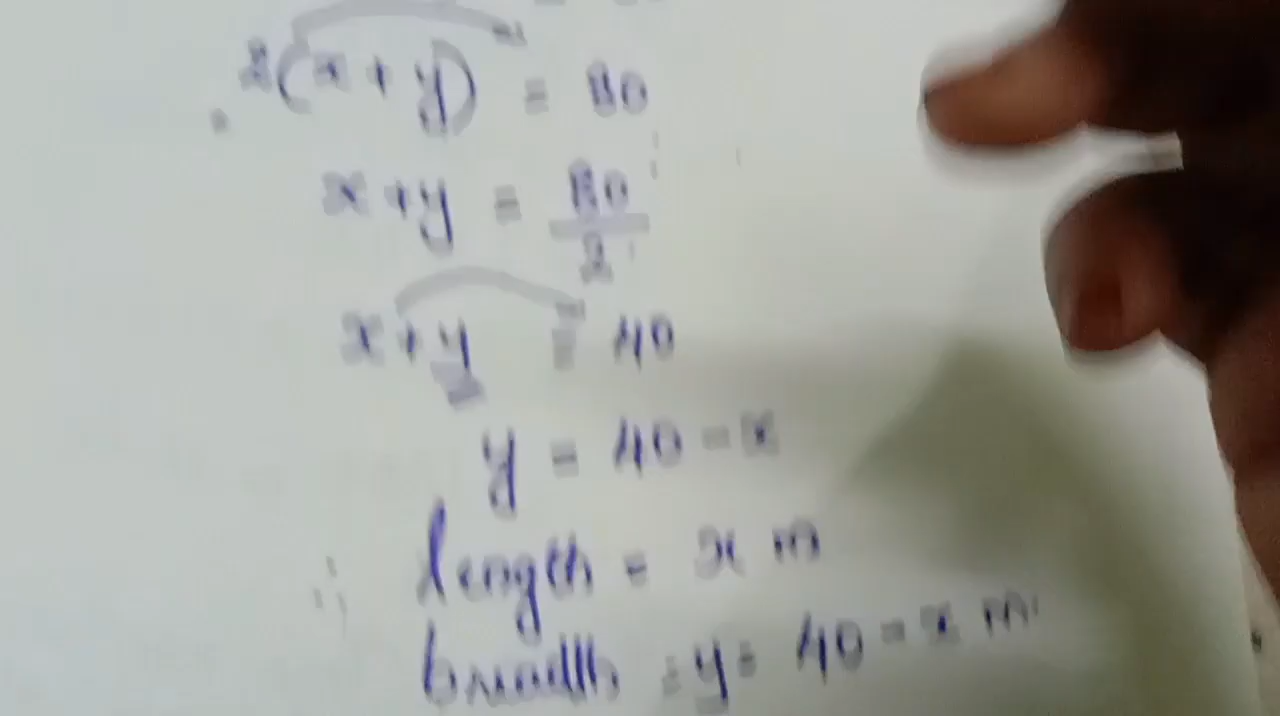 2(x + y) = 80
x + y = 80/2
x + y = 40
y = 40 - x
length = x m
breadth = y = 40 - x m